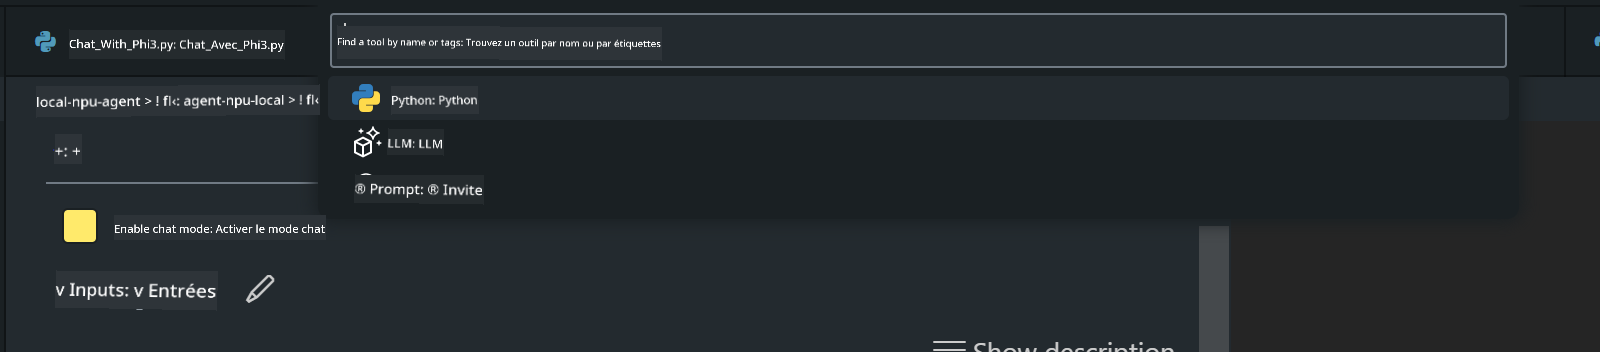 Chat_With_Phi3.py: Chat_Avec_Phi3.py
Find a tool by name or tags: Trouvez un outil par nom ou par étiquettes
local-npu-agent > ! fl‹: agent-npu-local > ! fl‹
Python: Python
+: +
LLM: LLM
® Prompt: ® Invite
Enable chat mode: Activer le mode chat
v Inputs: v Entrées
Show description